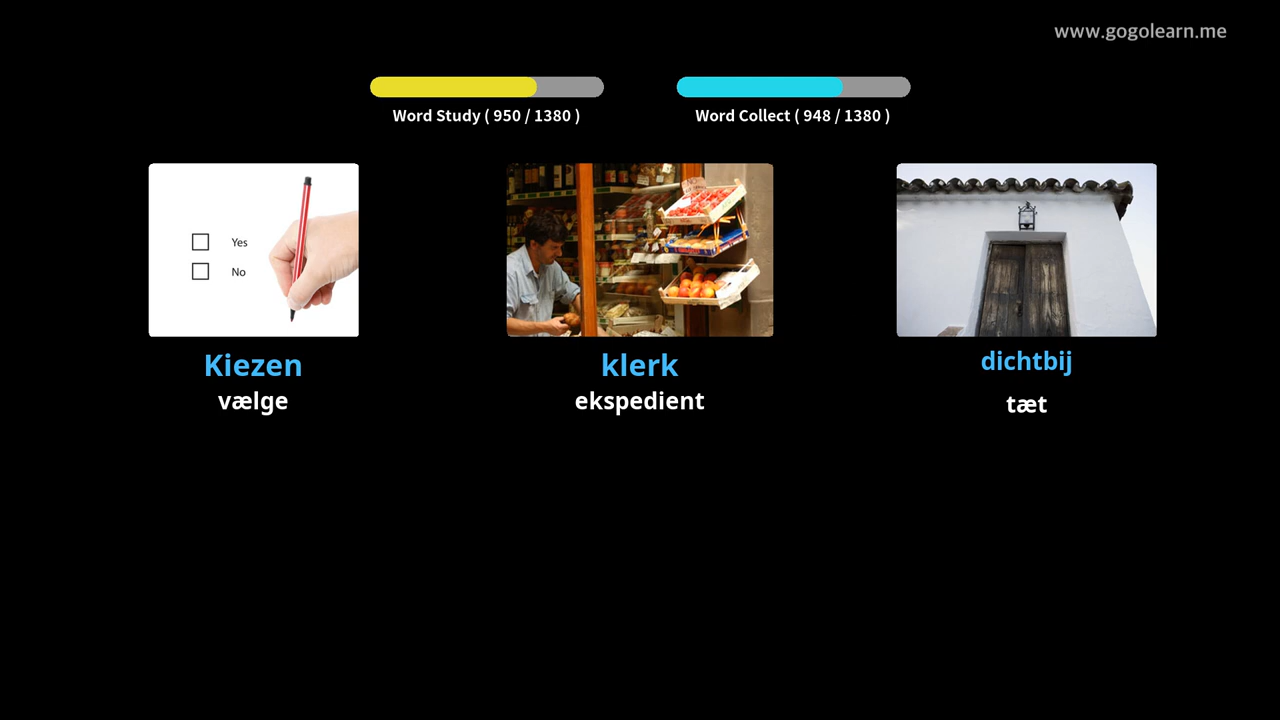 www.gogolearn.me
Word Study ( 950 / 1380 )
Word Collect ( 948 / 1380 )
Yes
No
Kiezen
vælge
klerk
ekspedient
dichtbij
tæt